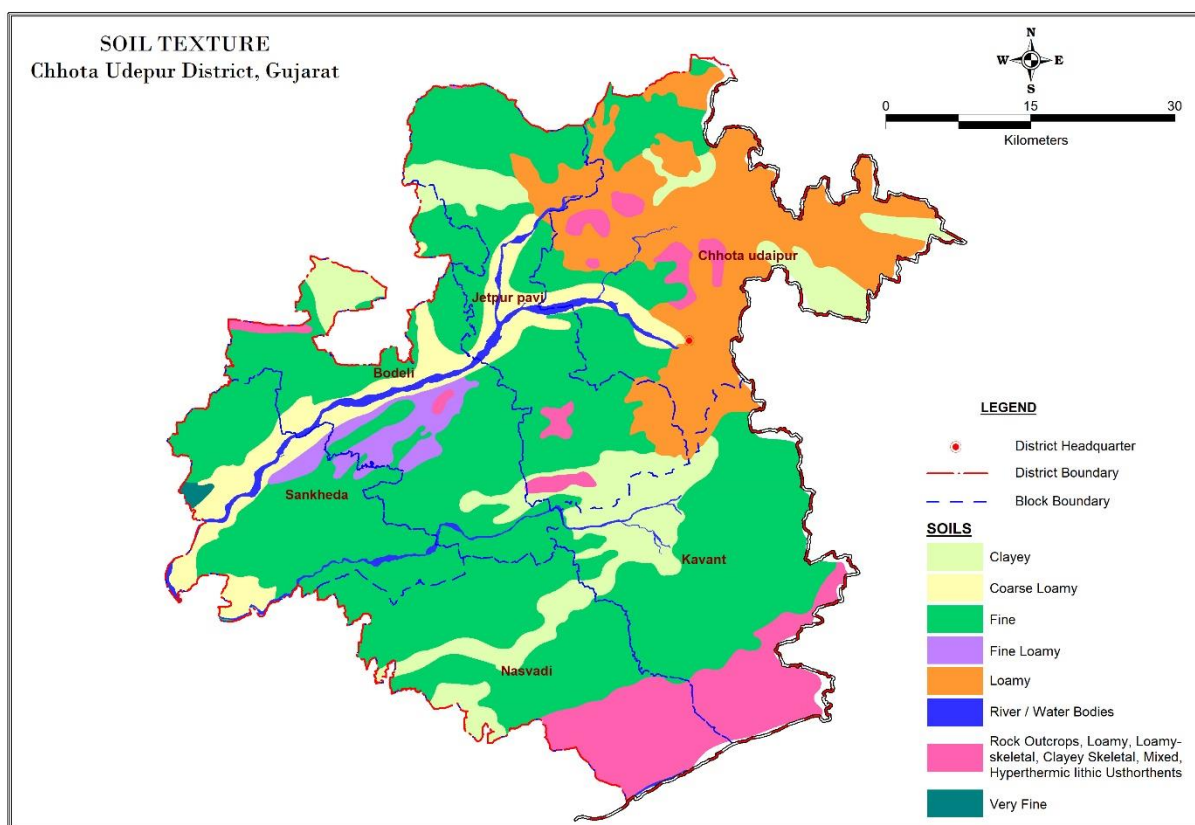 SOIL TEXTURE
Chhota Udepur District, Gujarat
N
W E
S
0 15 30
Kilometers
Chhota udaipur
Jetpur pavi
Bodeli
Sankheda
Kavant
Nasvadi
LEGEND
District Headquarter
District Boundary
Block Boundary
SOILS
Clayey
Coarse Loamy
Fine
Fine Loamy
Loamy
River / Water Bodies
Rock Outcrops, Loamy, Loamy-
skeletal, Clayey Skeletal, Mixed,
Hyperthermic lithic Usthorthents
Very Fine